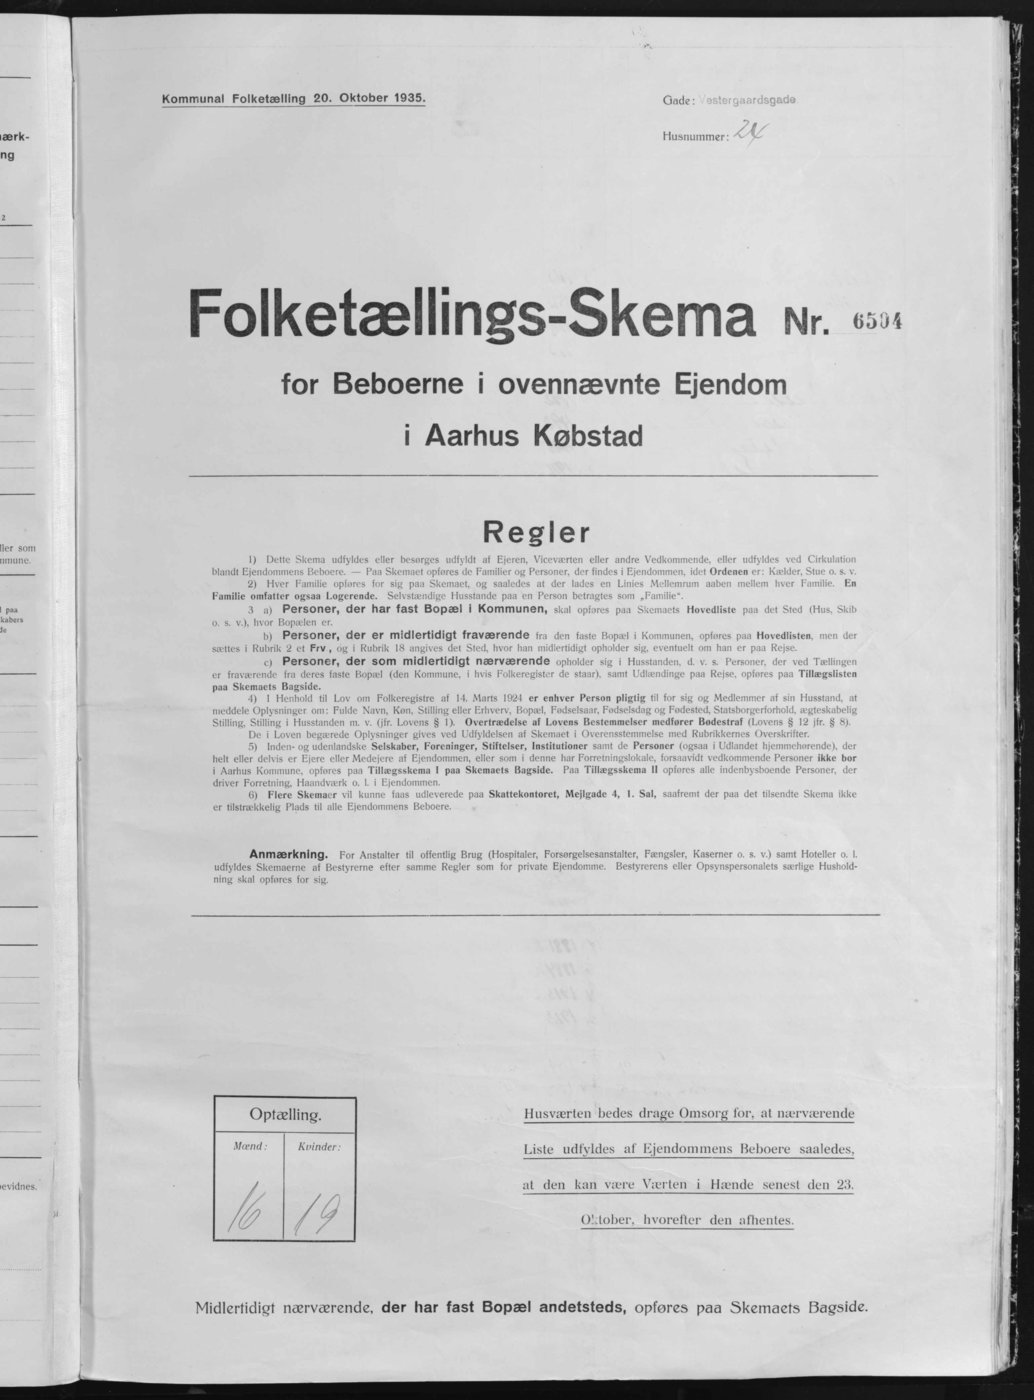 Kommunal Folketælling 20. Oktober 1935.
Gade: Vestergaardsgade
Husnummer: 24
Folketællings-Skema Nr. 6594
for Beboerne i ovennævnte Ejendom
i Aarhus Købstad
Regler
1) Dette Skema udfyldes eller besørges udfyldt af Ejeren, Viceværten eller andre Vedkommende, eller udfyldes ved Cirkulation
blandt Ejendommens Beboere. — Paa Skemaet opføres de Familier og Personer, der findes i Ejendommen, idet Ordenen er: Kælder, Stue o. s. v.
2) Hver Familie opføres for sig paa Skemaet, og saaledes at der lades en Linies Mellemrum aaben mellem hver Familie. En
Familie omfatter ogsaa Logerende. Selvstændige Husstande paa en Person betragtes som „Familie“.
3 a) Personer, der har fast Bopæl i Kommunen, skal opføres paa Skemaets Hovedliste paa det Sted (Hus, Skib
o. s. v.), hvor Bopælen er.
b) Personer, der er midlertidigt fraværende fra den faste Bopæl i Kommunen, opføres paa Hovedlisten, men der
sættes i Rubrik 2 et Frv., og i Rubrik 18 angives det Sted, hvor han midlertidigt opholder sig, eventuelt om han er paa Rejse.
c) Personer, der som midlertidigt nærværende opholder sig i Husstanden, d. v. s. Personer, der ved Tællingen
er fraværende fra deres faste Bopæl (den Kommune, i hvis Folkeregister de staar), samt Udlændinge paa Rejse, opføres paa Tillægslisten
paa Skemaets Bagside.
4) I Henhold til Lov om Folkeregistre af 14. Marts 1924 er enhver Person pligtig til for sig og Medlemmer af sin Husstand, at
meddele Oplysninger om: Fulde Navn, Køn, Stilling eller Erhverv, Bopæl, Fødselsaar, Fødselsdag og Fødested, Statsborgerforhold, ægteskabelig
Stilling, Stilling i Husstanden m. v. (jfr. Lovens § 1). Overtrædelse af Lovens Bestemmelser medfører Bødestraf (Lovens § 12 jfr. § 8).
De i Loven begærede Oplysninger gives ved Udfyldelsen af Skemaet i Overensstemmelse med Rubrikkernes Overskrifter.
5) Inden- og udenlandske Selskaber, Foreninger, Stiftelser, Institutioner samt de Personer (ogsaa i Udlandet hjemmehørende), der
helt eller delvis er Ejere eller Medejere af Ejendommen, eller som i denne har Forretningslokale, forsaavidt vedkommende Personer ikke bor
i Aarhus Kommune, opføres paa Tillægsskema I paa Skemaets Bagside. Paa Tillægsskema II opføres alle indenbysboende Personer, der
driver Forretning, Haandværk o. l. i Ejendommen.
6) Flere Skemaer vil kunne faas udleverede paa Skattekontoret, Mejlgade 4, 1. Sal, saafremt der paa det tilsendte Skema ikke
er tilstrækkelig Plads til alle Ejendommens Beboere.
Anmærkning. For Anstalter til offentlig Brug (Hospitaler, Forsørgelsesanstalter, Fængsler, Kaserner o. s. v.) samt Hoteller o. l.
udfyldes Skemaerne af Bestyrerne efter samme Regler som for private Ejendomme. Bestyrerens eller Opsynspersonalets særlige Hushold-
ning skal opføres for sig.
Optælling.
Mænd: Kvinder:
16 19
Husværten bedes drage Omsorg for, at nærværende
Liste udfyldes af Ejendommens Beboere saaledes,
at den kan være Værten i Hænde senest den 23.
Oktober, hvorefter den afhentes.
Midlertidigt nærværende, der har fast Bopæl andetsteds, opføres paa Skemaets Bagside.